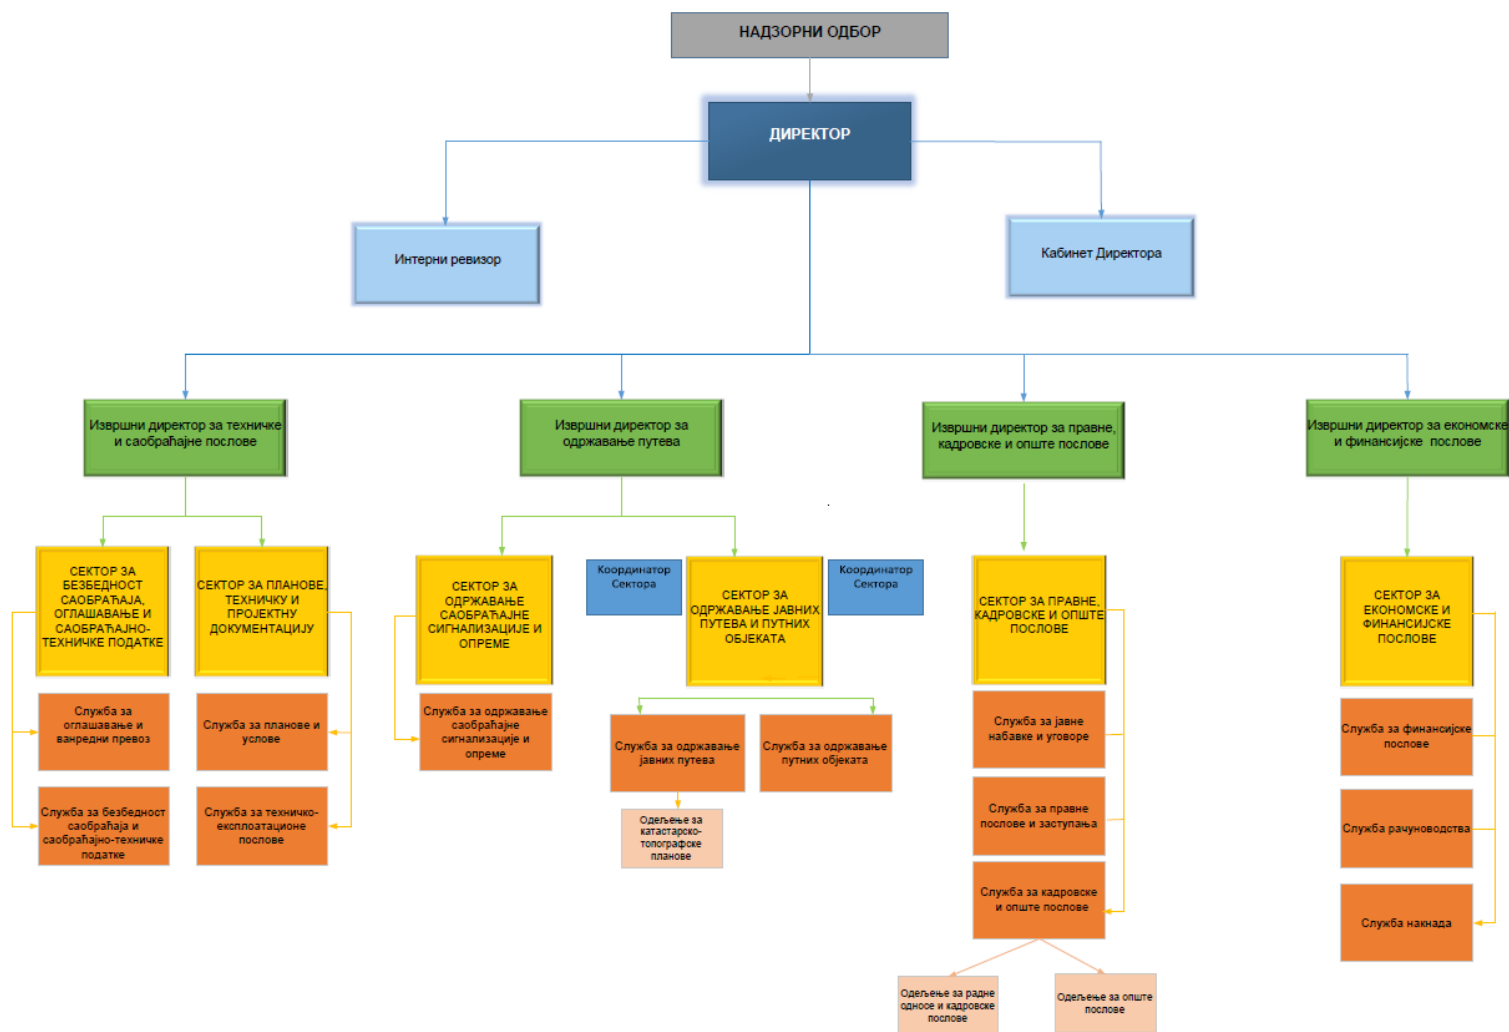 НАДЗОРНИ ОДБОР
ДИРЕКТОР
Интерни ревизор
Кабинет Директора
Извршни директор за техничке
и саобраћајне послове
Извршни директор за
одржавање путева
Извршни директор за правне,
кадровске и опште послове
Извршни директор за економске
и финансијске послове
СЕКТОР ЗА
БЕЗБЕДНОСТ
САОБРАЋАЈА,
ОГЛАШАВАЊЕ И
САОБРАЋАЈНО-
ТЕХНИЧКЕ ПОДАТКЕ
СЕКТОР ЗА ПЛАНОВЕ,
ТЕХНИЧКУ И
ПРОЈЕКТНУ
ДОКУМЕНТАЦИЈУ
СЕКТОР ЗА
ОДРЖАВАЊЕ
САОБРАЋАЈНЕ
СИГНАЛИЗАЦИЈЕ И
ОПРЕМЕ
Координатор
Сектора
СЕКТОР ЗА
ОДРЖАВАЊЕ ЈАВНИХ
ПУТЕВА И ПУТНИХ
ОБЈЕКАТА
Координатор
Сектора
СЕКТОР ЗА ПРАВНЕ,
КАДРОВСКЕ И ОПШТЕ
ПОСЛОВЕ
СЕКТОР ЗА
ЕКОНОМСКЕ И
ФИНАНСИЈСКЕ
ПОСЛОВЕ
Служба за
оглашавање и
ванредни превоз
Служба за планове и
услове
Служба за одржавање
саобраћајне
сигнализације и
опреме
Служба за одржавање
јавних путева
Служба за одржавање
путних објеката
Служба за јавне
набавке и уговоре
Служба за финансијске
послове
Служба за безбедност
саобраћаја и
саобраћајно-техничке
податке
Служба за техничко-
експлоатационе
послове
Одељење за
катастарско-
топографске
планове
Служба за правне
послове и заступања
Служба рачуноводства
Служба за кадровске
и опште послове
Служба накнада
Одељење за радне
односе и кадровске
послове
Одељење за опште
послове